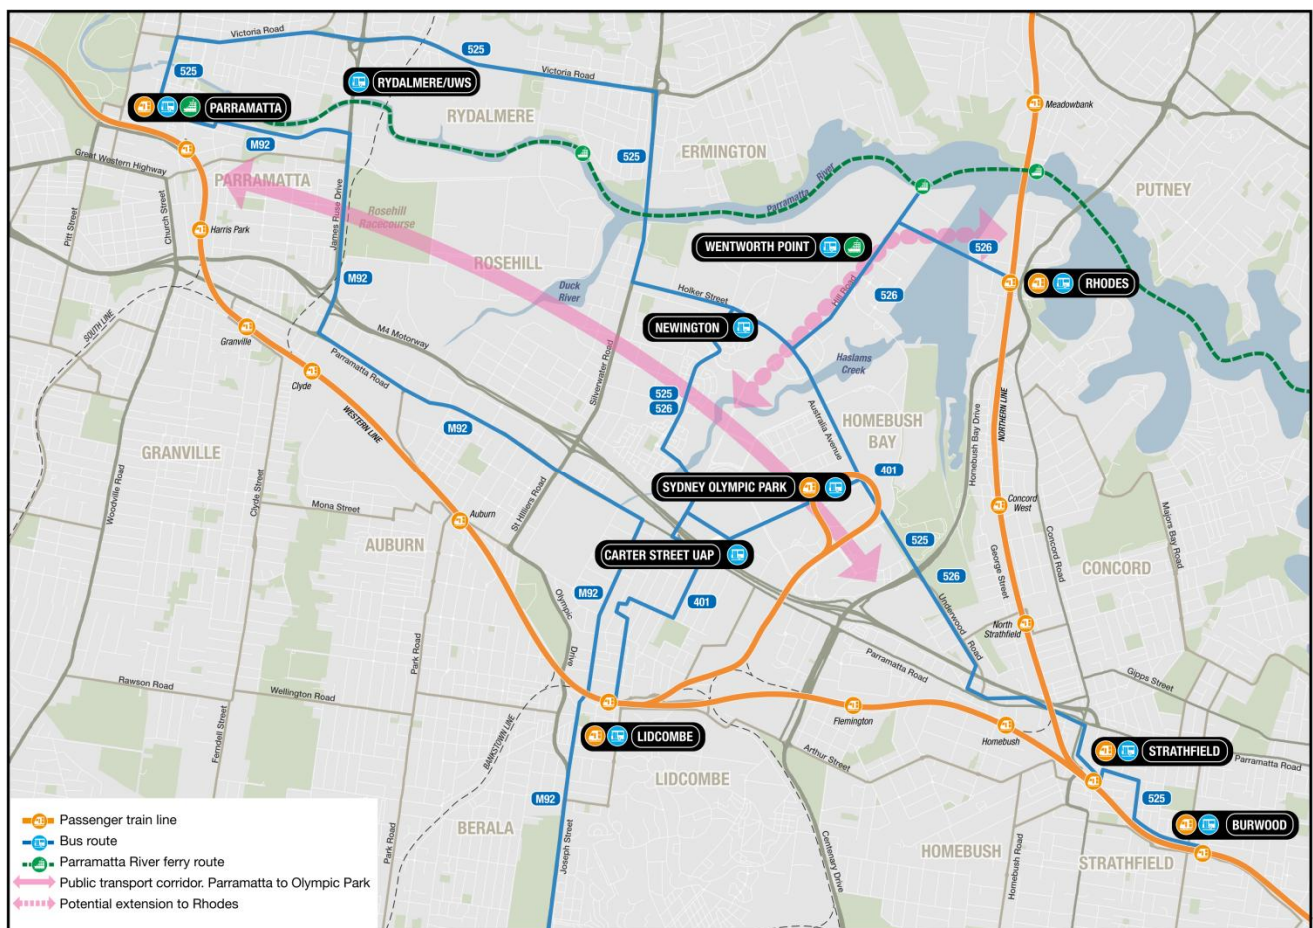 Victoria Road
525
525
Victoria Road
RYDALMERE/UWS
525
PARRAMATTA
RYDALMERE
Meadowbank
M92
525
ERMINGTON
Great Western Highway
PARRAMATTA
Parramatta
River
PUTNEY
Pitt Street
Church Street
James Ruse Drive
Rosehill
Racecourse
Harris Park
WENTWORTH POINT
526
ROSEHILL
M92
Duck
River
Holker Street
Hill Road
526
RHODES
SOUTH LINE
Granville
M4 Motorway
NEWINGTON
Clyde
Parramatta Road
Silverwater Road
Haslams
Creek
WESTERN LINE
525
526
Australia Avenue
HOMEBUSH
BAY
Homebush Bay Drive
NORTHERN LINE
M92
GRANVILLE
401
Woodville Road
Clyde Street
SYDNEY OLYMPIC PARK
Concord
West
Mona Street
Auburn
St Hilliers Road
Majors Bay Road
AUBURN
CARTER STREET UAP
525
Concord Road
George Street
CONCORD
526
M92
401
Olympic
Drive
Underwood
Road
North
Strathfield
Park Road
Parramatta Road
Gipps Street
Rawson Road
Wellington Road
Flemington
Homebush
LIDCOMBE
BANKSTOWN LINE
Ferndell Street
Arthur Street
STRATHFIELD
Parramatta Road
LIDCOMBE
M92
525
BURWOOD
BERALA
Park Road
Joseph Street
Centenary Drive
HOMEBUSH
Homebush Road
STRATHFIELD
Passenger train line
Bus route
Parramatta River ferry route
Public transport corridor. Parramatta to Olympic Park
Potential extension to Rhodes